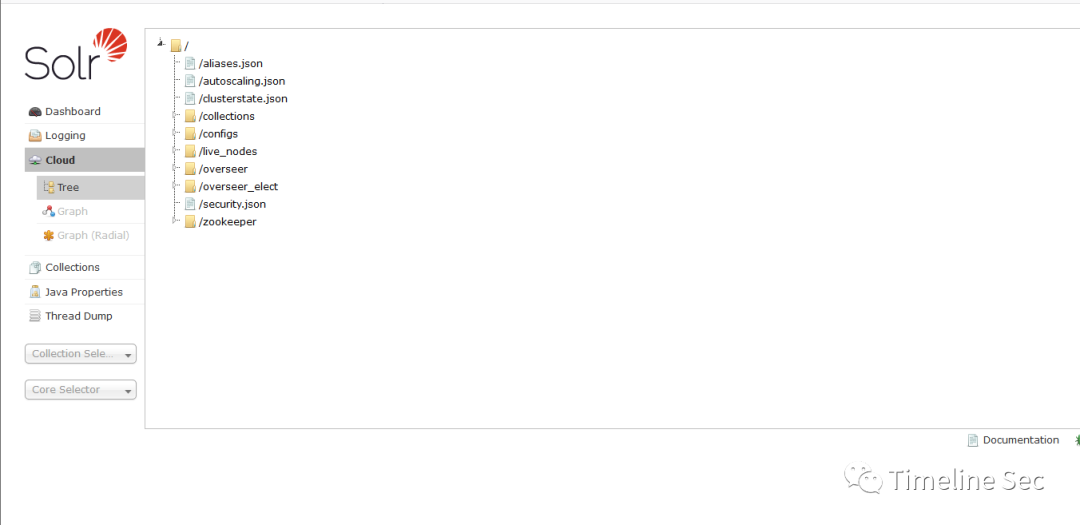 Solr
Dashboard
Logging
Cloud
Tree
Graph
Graph (Radial)
Collections
Java Properties
Thread Dump
Collection Sele...
Core Selector
/
/aliases.json
/autoscaling.json
/clusterstate.json
/collections
/configs
/live_nodes
/overseer
/overseer_elect
/security.json
/zookeeper
Documentation
Timeline Sec